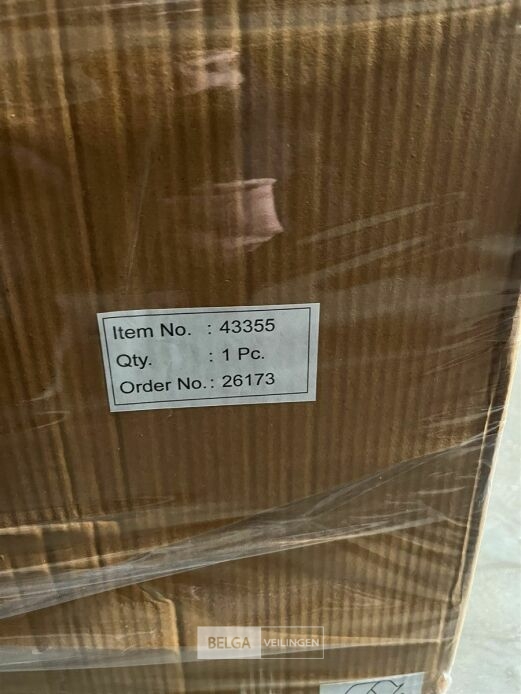 Item No. : 43355
Qty. : 1 Pc.
Order No. : 26173
BELGA VEILINGEN